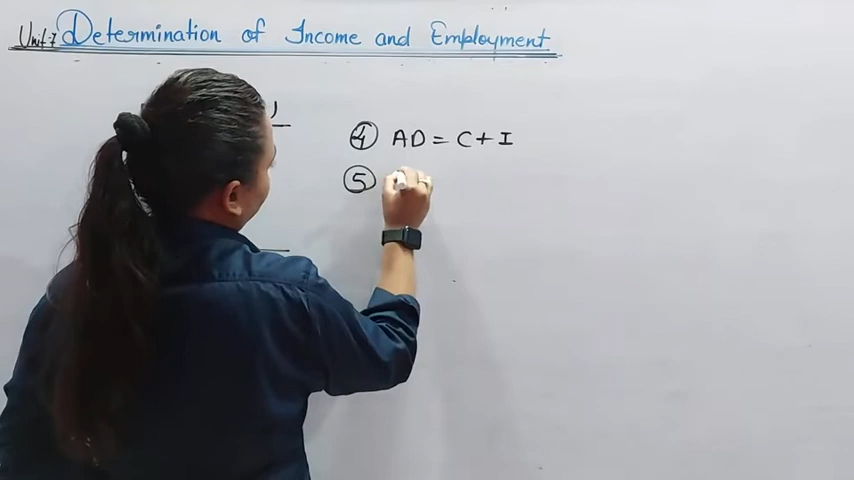 Unit-7 Determination of Income and Employment
④ AD = C + I
⑤